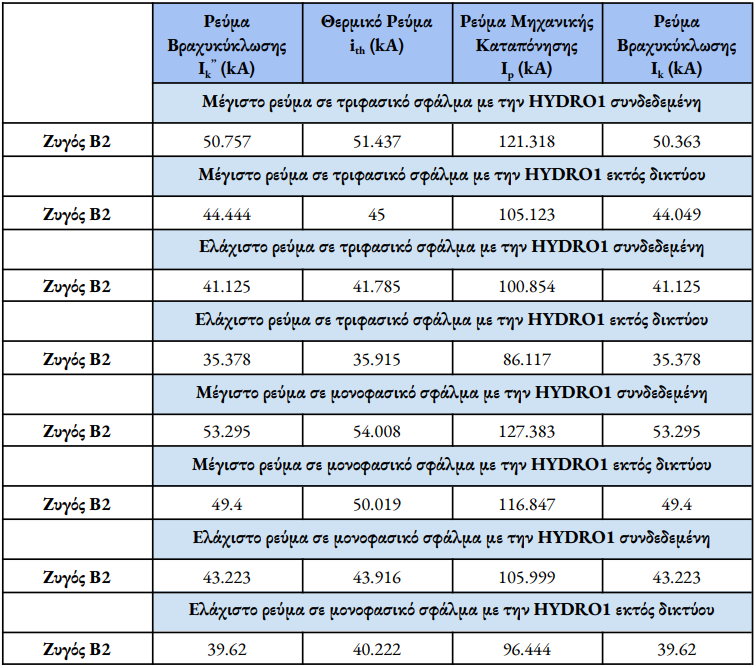 Ρεύμα Βραχυκύκλωσης Ik” (kA) Θερμικό Ρεύμα ith (kA) Ρεύμα Μηχανικής Καταπόνησης Ip (kA) Ρεύμα Βραχυκύκλωσης Ik (kA)
Μέγιστο ρεύμα σε τριφασικό σφάλμα με την HYDRO1 συνδεδεμένη
Ζυγός Β2 50.757 51.437 121.318 50.363
Μέγιστο ρεύμα σε τριφασικό σφάλμα με την HYDRO1 εκτός δικτύου
Ζυγός Β2 44.444 45 105.123 44.049
Ελάχιστο ρεύμα σε τριφασικό σφάλμα με την HYDRO1 συνδεδεμένη
Ζυγός Β2 41.125 41.785 100.854 41.125
Ελάχιστο ρεύμα σε τριφασικό σφάλμα με την HYDRO1 εκτός δικτύου
Ζυγός Β2 35.378 35.915 86.117 35.378
Μέγιστο ρεύμα σε μονοφασικό σφάλμα με την HYDRO1 συνδεδεμένη
Ζυγός Β2 53.295 54.008 127.383 53.295
Μέγιστο ρεύμα σε μονοφασικό σφάλμα με την HYDRO1 εκτός δικτύου
Ζυγός Β2 49.4 50.019 116.847 49.4
Ελάχιστο ρεύμα σε μονοφασικό σφάλμα με την HYDRO1 συνδεδεμένη
Ζυγός Β2 43.223 43.916 105.999 43.223
Ελάχιστο ρεύμα σε μονοφασικό σφάλμα με την HYDRO1 εκτός δικτύου
Ζυγός Β2 39.62 40.222 96.444 39.62